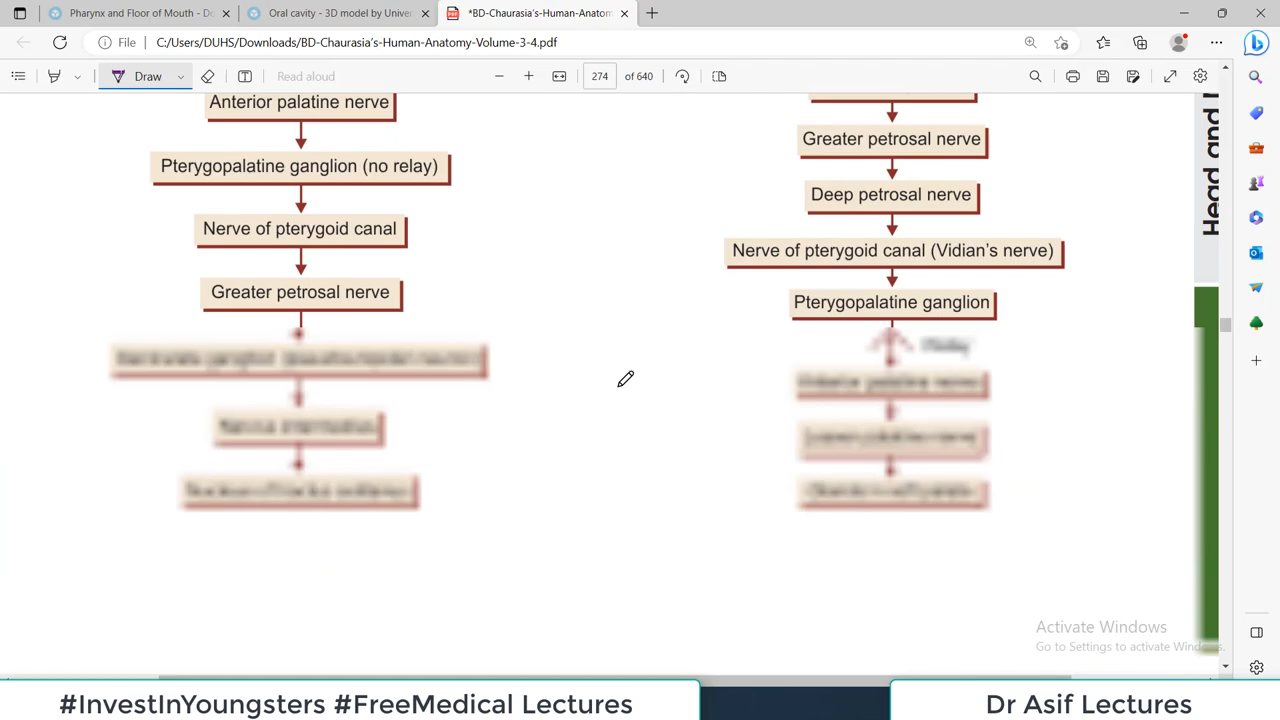 Pharynx and Floor of Mouth - De
Oral cavity - 3D model by Univer
*BD-Chaurasia's-Human-Anatom
File
C:/Users/DUHS/Downloads/BD-Chaurasia's-Human-Anatomy-Volume-3-4.pdf
Draw
Read aloud
274
of 640
Anterior palatine nerve
Pterygopalatine ganglion (no relay)
Nerve of pterygoid canal
Greater petrosal nerve
Greater petrosal nerve
Deep petrosal nerve
Nerve of pterygoid canal (Vidian's nerve)
Pterygopalatine ganglion
Head and
Activate Windows
Go to Settings to activate Windows.
#InvestInYoungsters #FreeMedical Lectures
Dr Asif Lectures